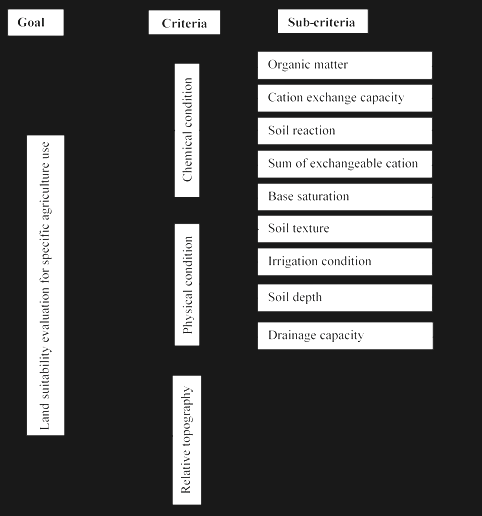 Goal
Criteria
Sub-criteria
Land suitability evaluation for specific agriculture use
Chemical condition
Physical condition
Relative topography
Organic matter
Cation exchange capacity
Soil reaction
Sum of exchangeable cation
Base saturation
Soil texture
Irrigation condition
Soil depth
Drainage capacity